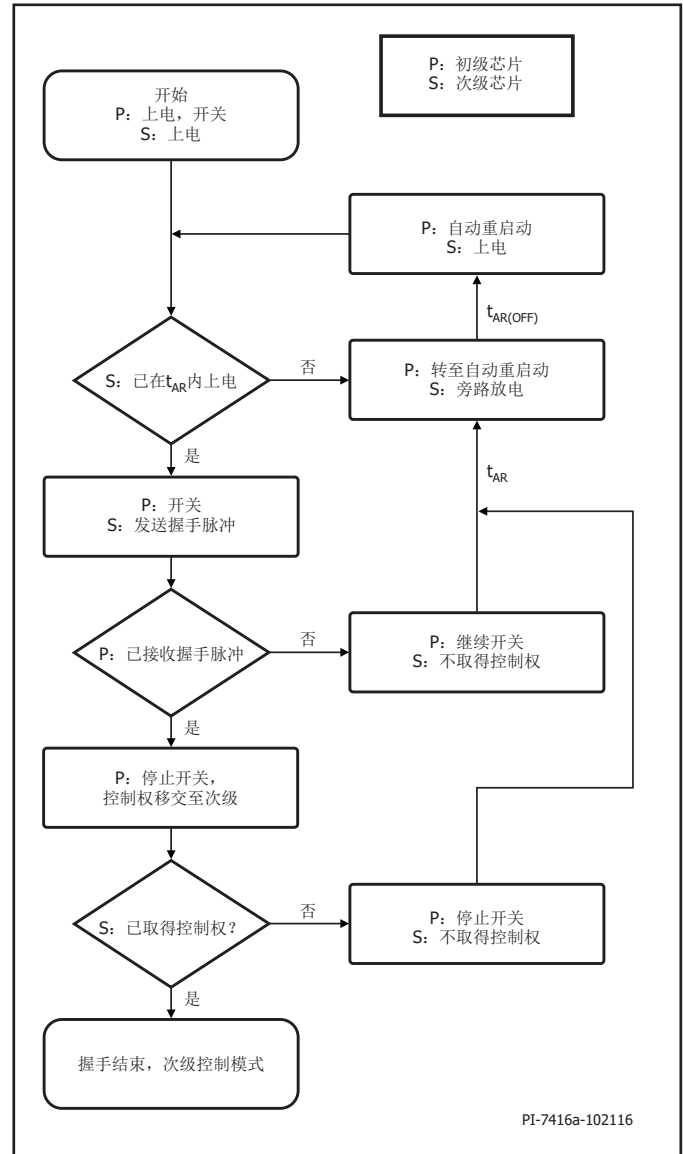 P：初级芯片
S：次级芯片
开始
P：上电，开关
S：上电
P：自动重启动
S：上电
t_AR(OFF)
S：已在t_AR内上电
否
P：转至自动重启动
S：旁路放电
是
t_AR
P：开关
S：发送握手脉冲
P：已接收握手脉冲
否
P：继续开关
S：不取得控制权
是
P：停止开关，
控制权移交至次级
S：已取得控制权？
否
P：停止开关
S：不取得控制权
是
握手结束，次级控制模式
PI-7416a-102116